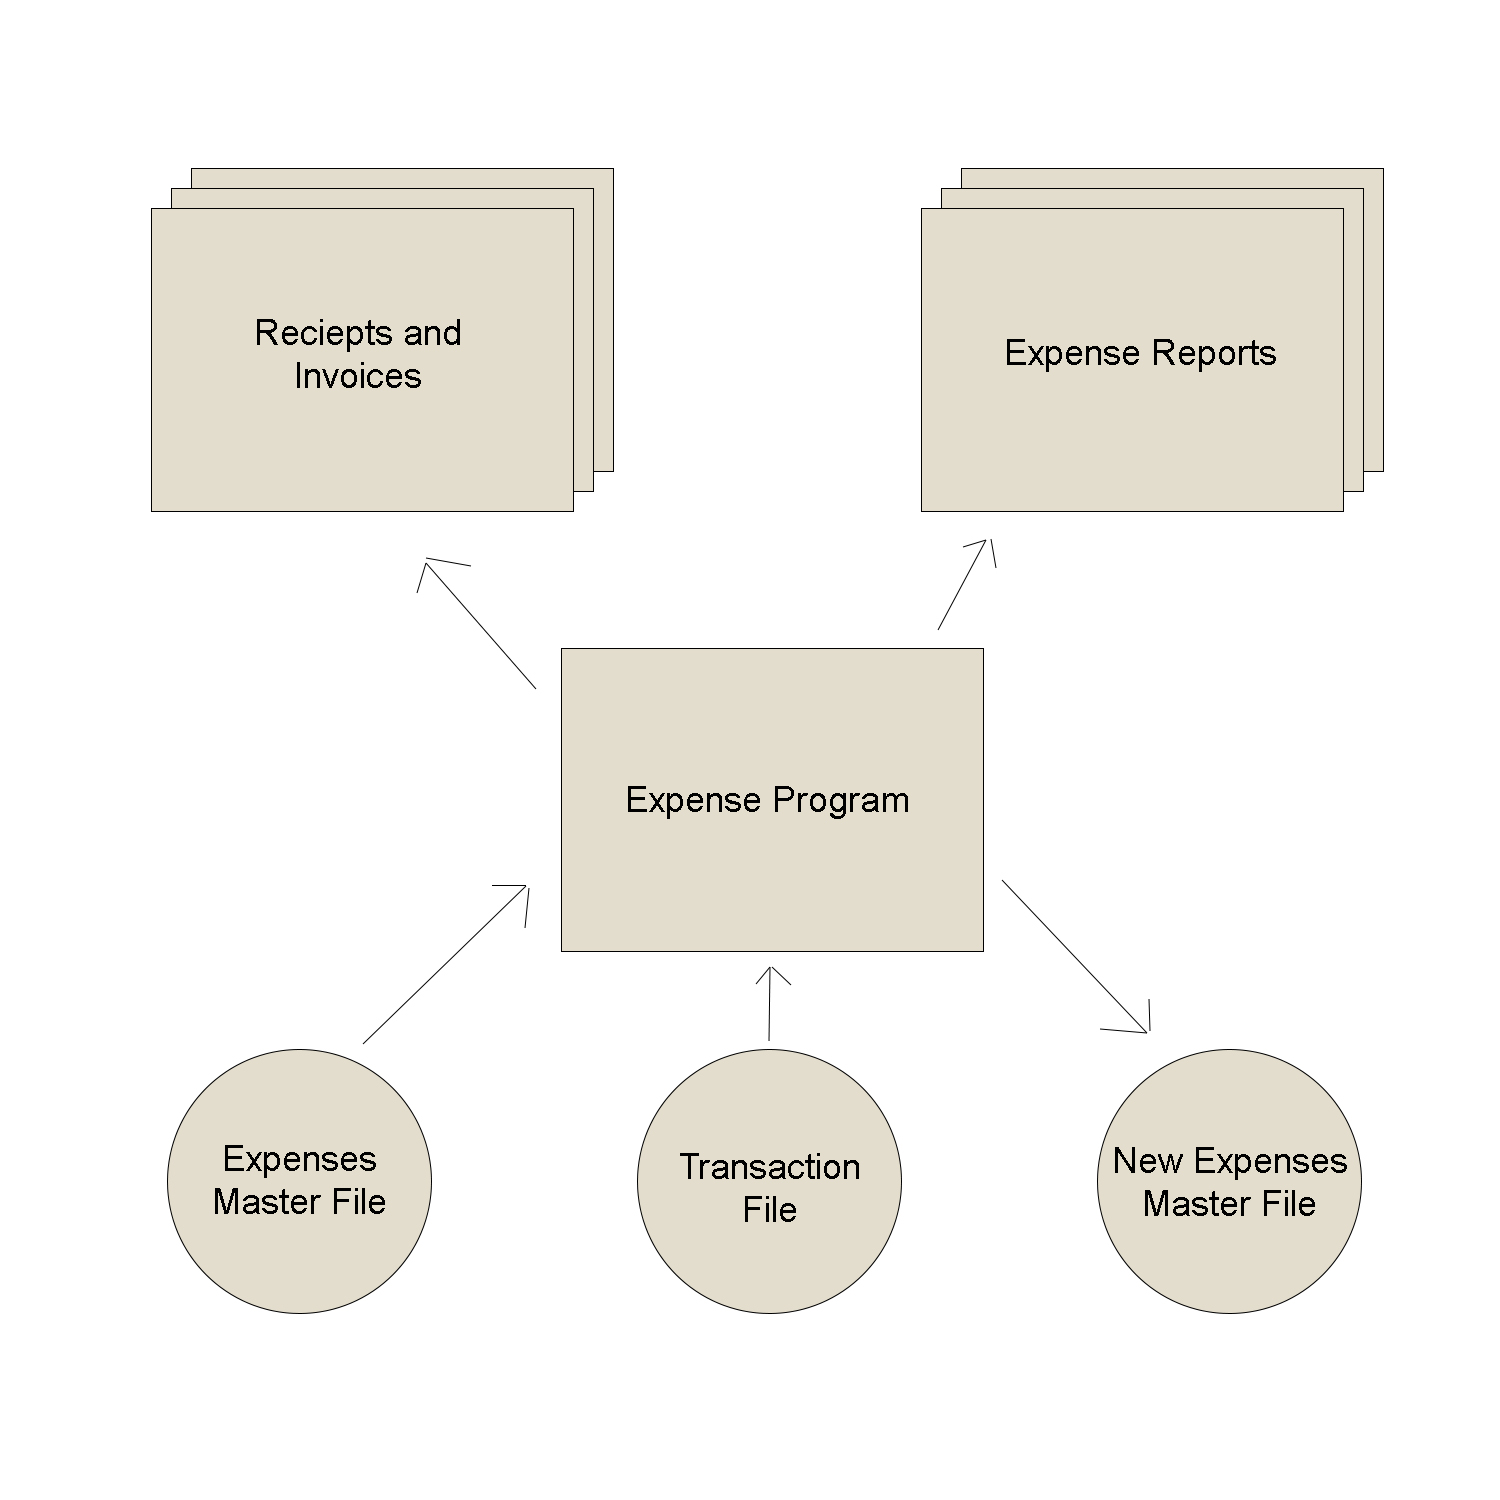 Reciepts and
Invoices
Expense Reports
Expense Program
Expenses
Master File
Transaction
File
New Expenses
Master File